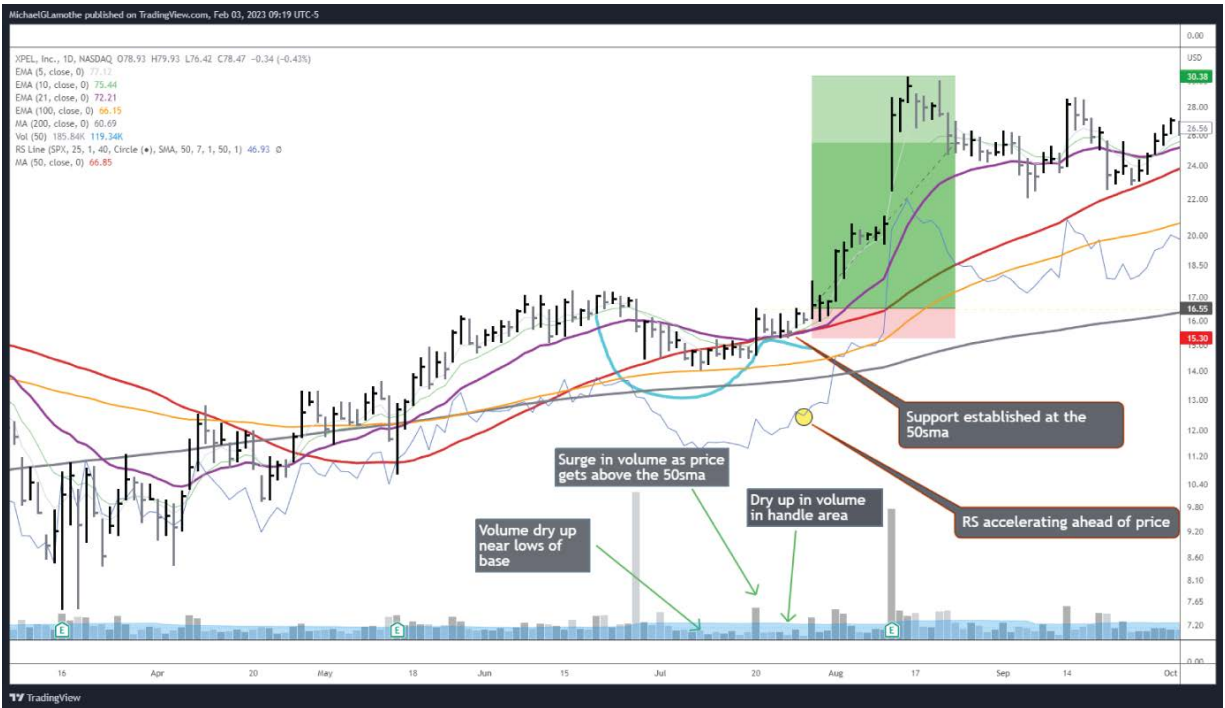 MichaelGLamothe published on TradingView.com, Feb 03, 2023 09:19 UTC-5
XPEL, Inc., 1D, NASDAQ O78.93 H79.93 L76.42 C78.47 −0.34 (−0.43%)
EMA (5, close, 0) 77.12
EMA (10, close, 0) 75.44
EMA (21, close, 0) 72.21
EMA (100, close, 0) 66.15
MA (200, close, 0) 60.69
Vol (50) 185.84K 119.34K
RS Line (SPX, 25, 1, 40, Circle (●), SMA, 50, 7, 1, 50, 1) 46.93 ∅
MA (50, close, 0) 66.85
0.00
USD
30.38
28.00
26.56
24.00
22.00
20.00
18.50
17.00
16.55
16.00
15.30
14.00
13.00
12.00
11.20
10.40
9.80
9.20
8.60
8.10
7.65
7.20
0.00
Support established at the
50sma
RS accelerating ahead of price
Surge in volume as price
gets above the 50sma
Dry up in volume
in handle area
Volume dry up
near lows of
base
E
E
E
16 Apr 20 May 18 Jun 15 Jul 20 Aug 17 Sep 14 Oct
TradingView